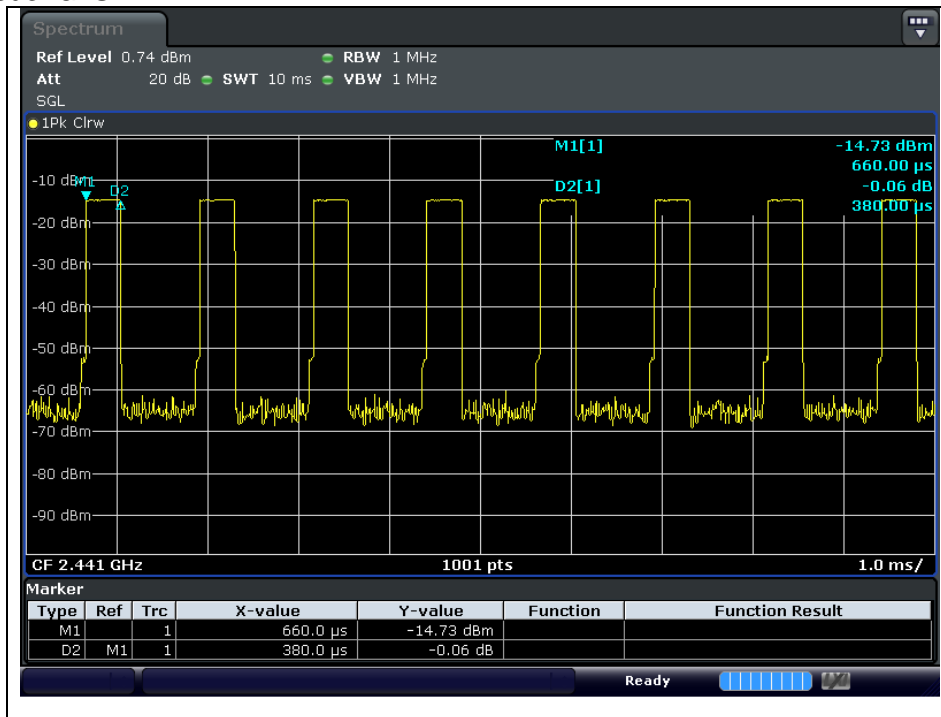 Spectrum
Ref Level 0.74 dBm RBW 1 MHz
Att 20 dB SWT 10 ms VBW 1 MHz
SGL
1Pk Clrw
M1[1] -14.73 dBm
660.00 µs
D2[1] -0.06 dB
380.00 µs
M1
D2
-10 dBm
-20 dBm
-30 dBm
-40 dBm
-50 dBm
-60 dBm
-70 dBm
-80 dBm
-90 dBm
CF 2.441 GHz 1001 pts 1.0 ms/
Marker
Type Ref Trc X-value Y-value Function Function Result
M1 1 660.0 µs -14.73 dBm
D2 M1 1 380.0 µs -0.06 dB
Ready